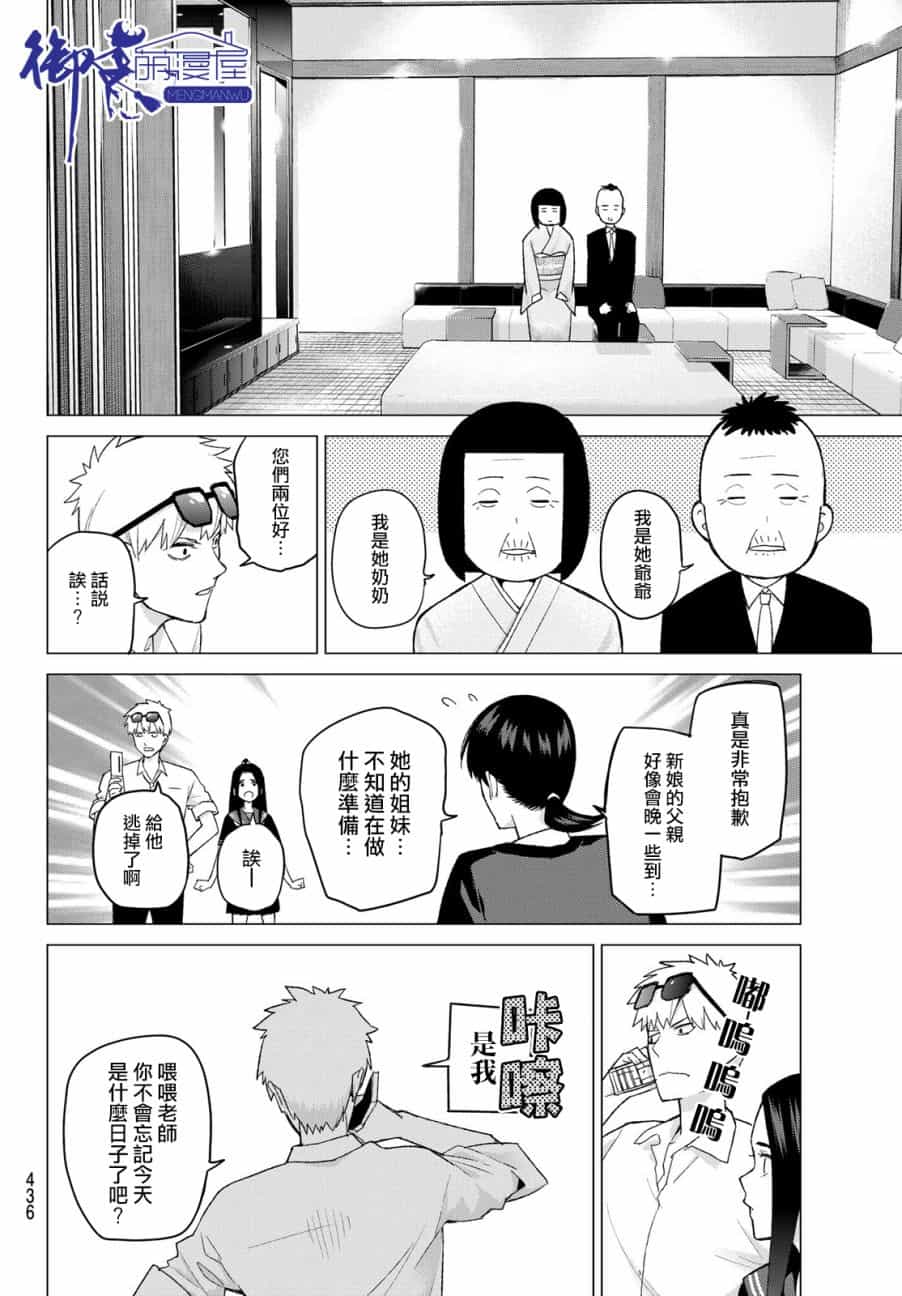 御意
萌漫屋
MENGMANWU
我是她爺爺
我是她奶奶
您們兩位好…
話說
誒…?
真是非常抱歉
新娘的父親
好像會晚一些到…
她的姐妹…
不知道在做
什麼準備…
誒ー
給他
逃掉了啊
嘟ー
嗚ー
嗚ー
嗚
咔嚓
是我
喂喂老師
你不會忘記今天
是什麼日子了吧?
436